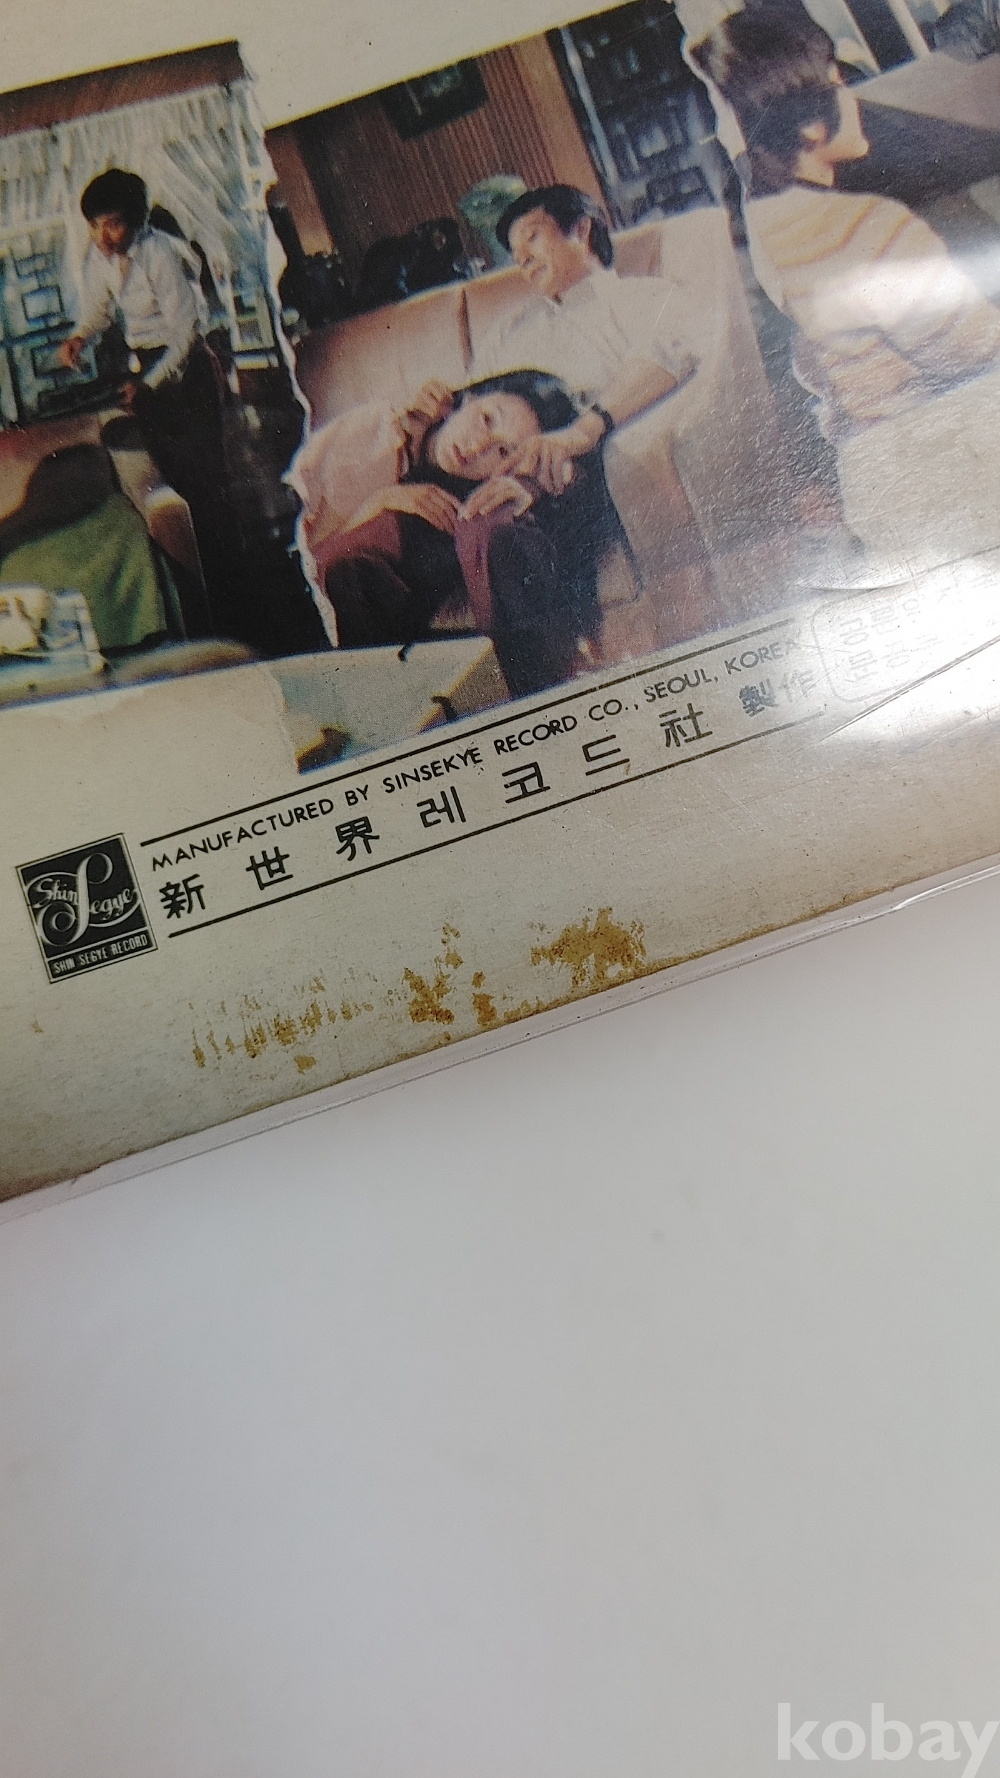 MANUFACTURED BY SINSEKYE RECORD CO., SEOUL, KOREA
新世界레코드社 製作
Shin Segye
SHIN SEGYE RECORD
kobay